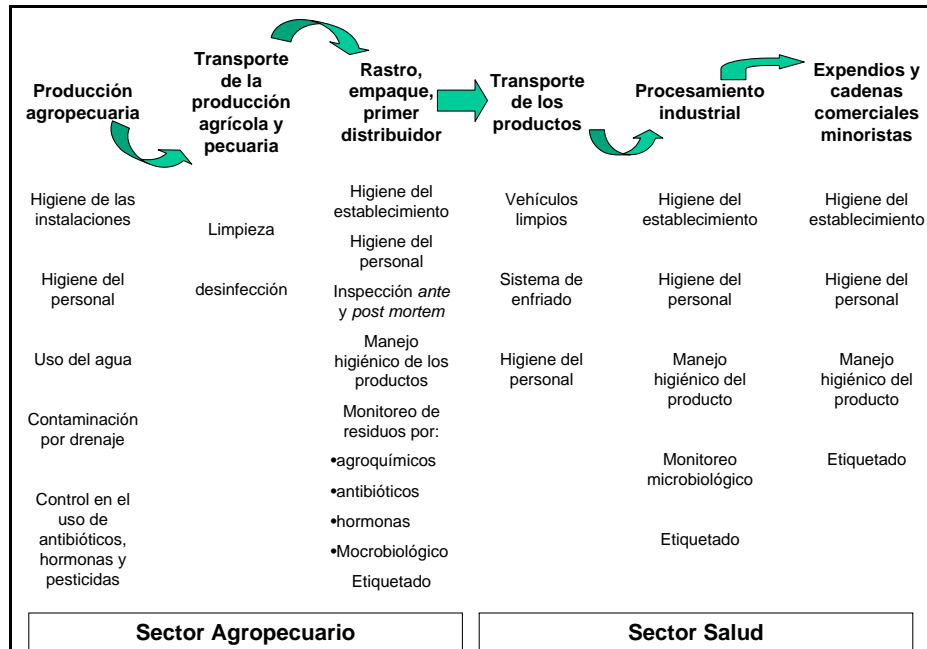 Producción
agropecuaria
Transporte
de la
producción
agrícola y
pecuaria
Rastro,
empaque,
primer
distribuidor
Transporte
de los
productos
Procesamiento
industrial
Expendios y
cadenas
comerciales
minoristas
Higiene de las
instalaciones
Higiene del
personal
Uso del agua
Contaminación
por drenaje
Control en el
uso de
antibióticos,
hormonas y
pesticidas
Limpieza
desinfección
Higiene del
establecimiento
Higiene del
personal
Inspección ante
y post mortem
Manejo
higiénico de los
productos
Monitoreo de
residuos por:
•agroquímicos
•antibióticos
•hormonas
•Mocrobiológico
Etiquetado
Vehículos
limpios
Sistema de
enfriado
Higiene del
personal
Higiene del
establecimiento
Higiene del
personal
Manejo
higiénico del
producto
Monitoreo
microbiológico
Etiquetado
Higiene del
establecimiento
Higiene del
personal
Manejo
higiénico del
producto
Etiquetado
Sector Agropecuario
Sector Salud